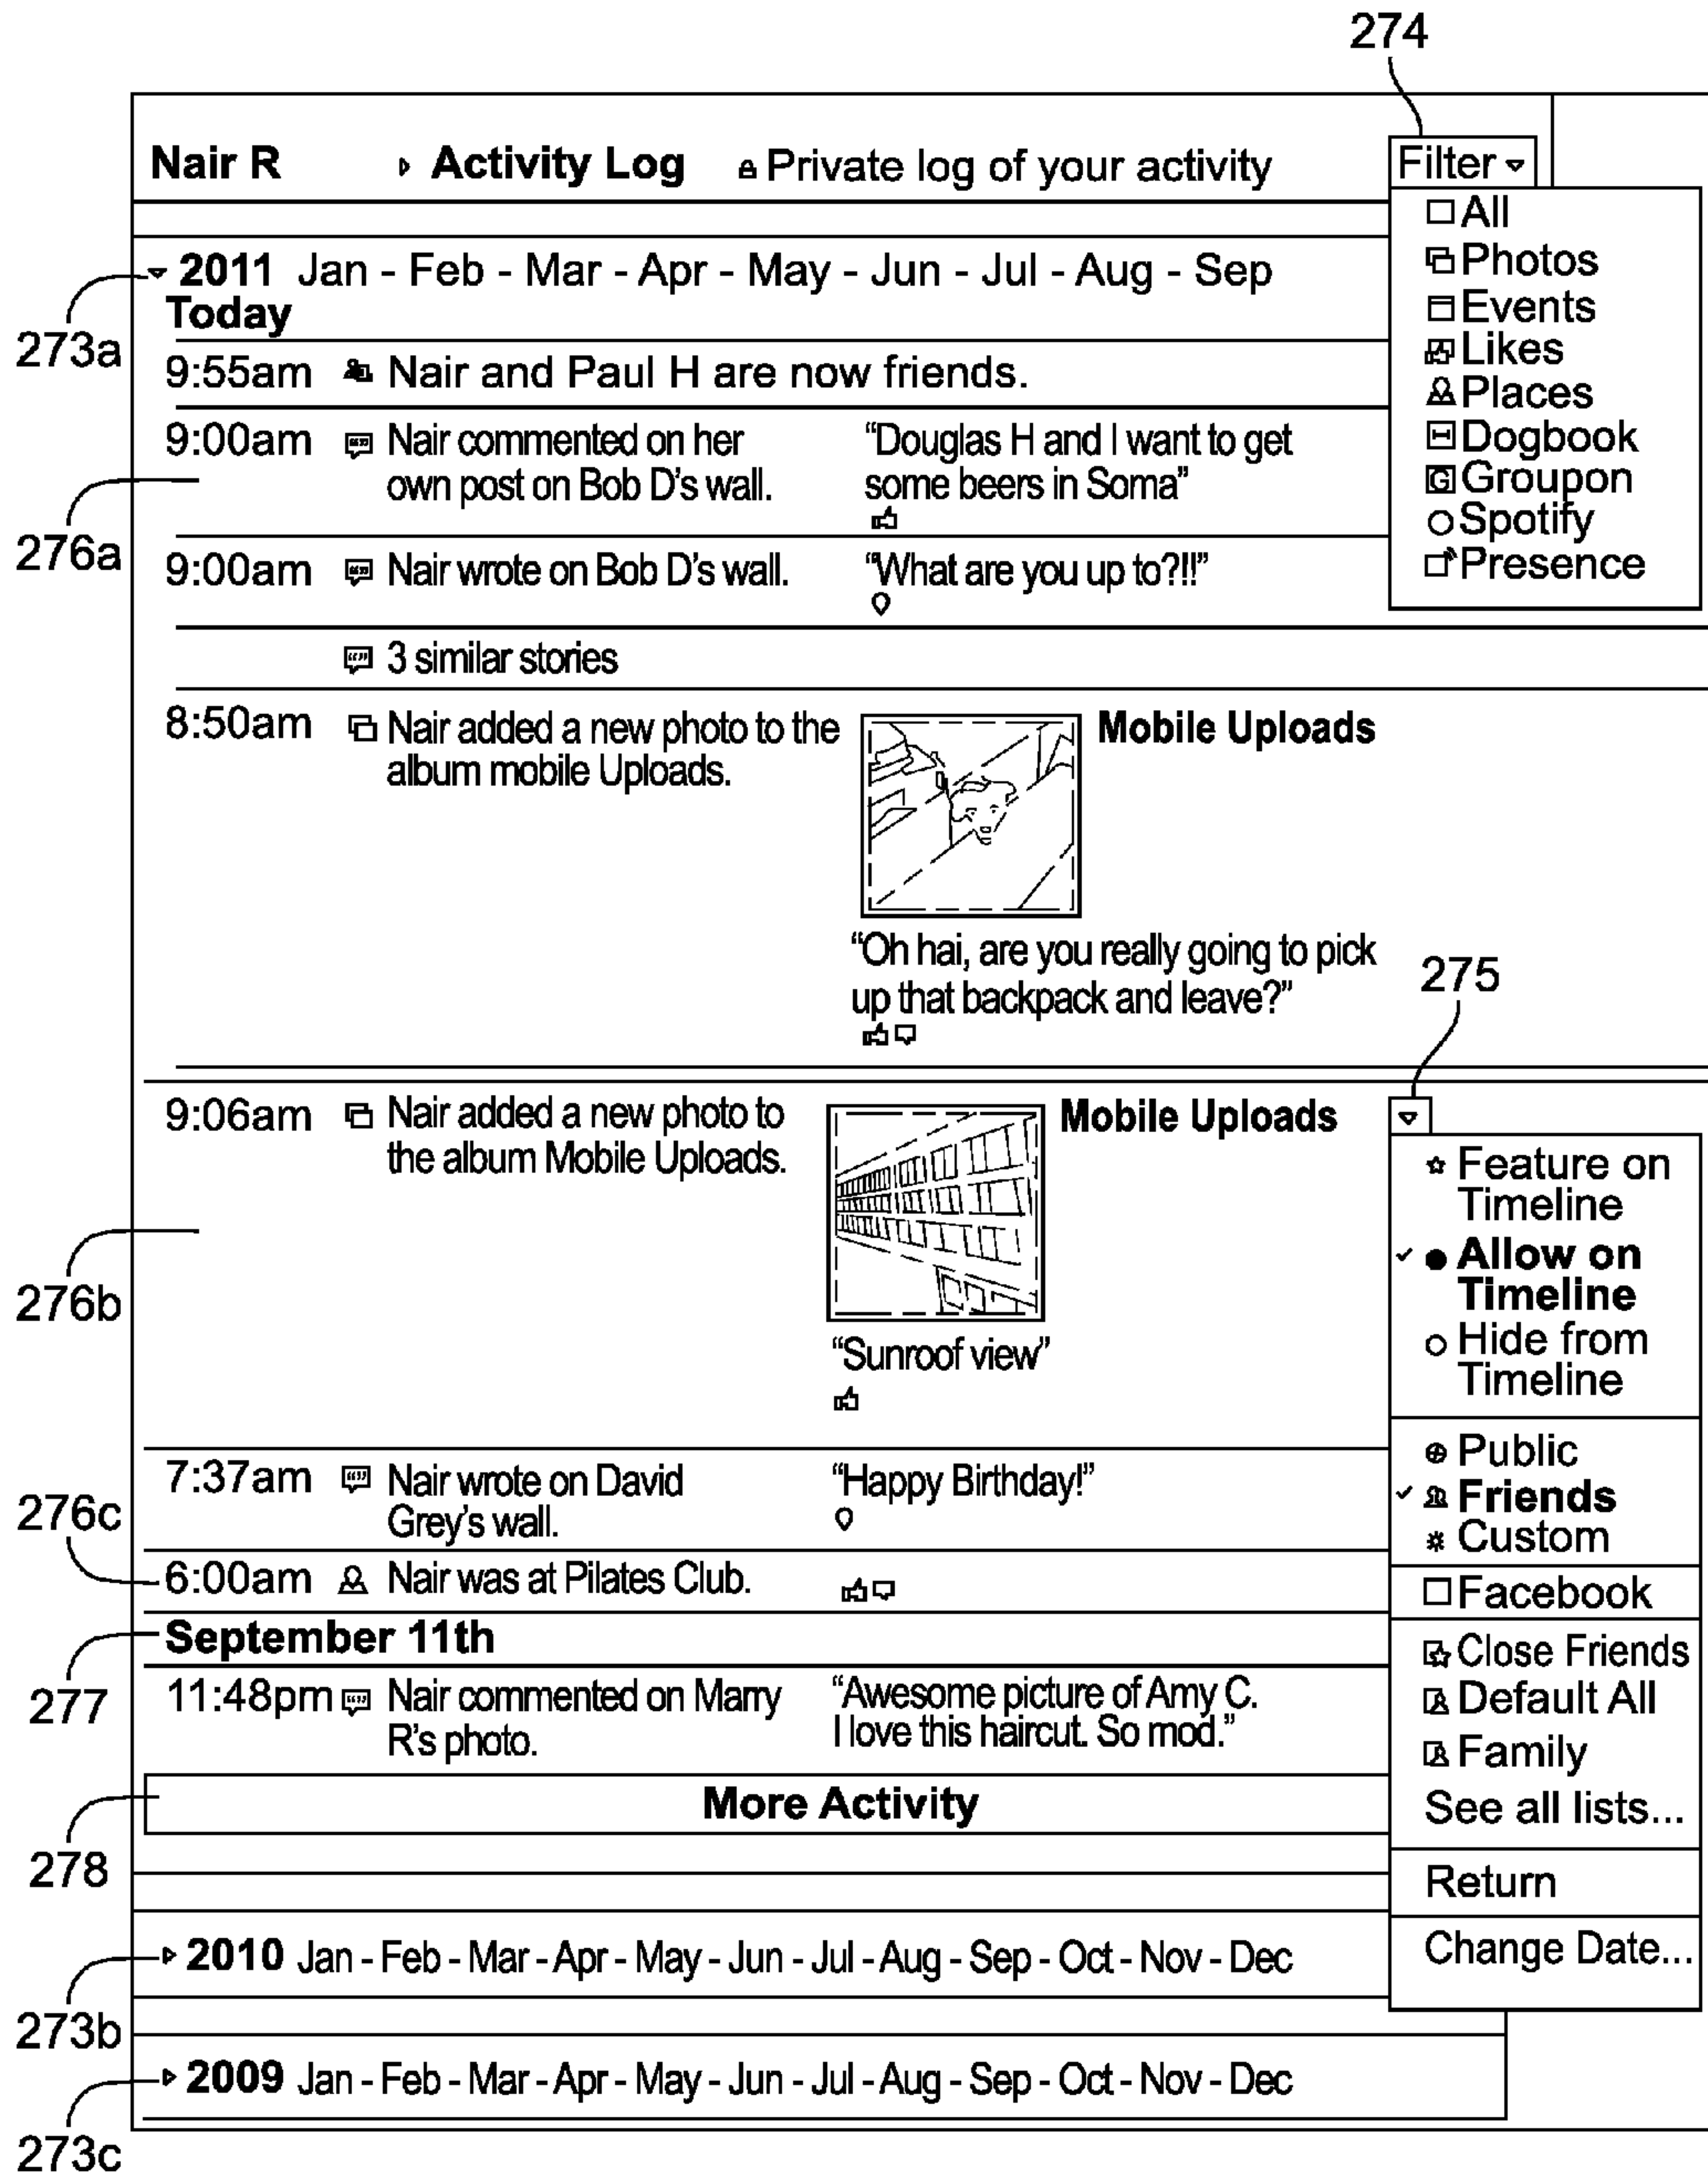 274
Nair R Activity Log Private log of your activity Filter
All
Photos
Events
Likes
Places
Dogbook
Groupon
Spotify
Presence
2011 Jan - Feb - Mar - Apr - May - Jun - Jul - Aug - Sep
Today
273a
9:55am Nair and Paul H are now friends.
9:00am Nair commented on her
own post on Bob D's wall.
“Douglas H and I want to get
some beers in Soma”
276a
9:00am Nair wrote on Bob D's wall. “What are you up to?!!”
3 similar stories
8:50am Nair added a new photo to the
album mobile Uploads.
Mobile Uploads
“Oh hai, are you really going to pick
up that backpack and leave?”
275
9:06am Nair added a new photo to
the album Mobile Uploads.
Mobile Uploads
276b
“Sunroof view”
Feature on
Timeline
Allow on
Timeline
Hide from
Timeline
Public
Friends
Custom
Facebook
Close Friends
Default All
Family
See all lists...
Return
Change Date...
7:37am Nair wrote on David
Grey's wall.
“Happy Birthday!”
276c
6:00am Nair was at Pilates Club.
September 11th
277
11:48pm Nair commented on Marry
R's photo.
“Awesome picture of Amy C.
I love this haircut. So mod.”
More Activity
278
2010 Jan - Feb - Mar - Apr - May - Jun - Jul - Aug - Sep - Oct - Nov - Dec
273b
2009 Jan - Feb - Mar - Apr - May - Jun - Jul - Aug - Sep - Oct - Nov - Dec
273c